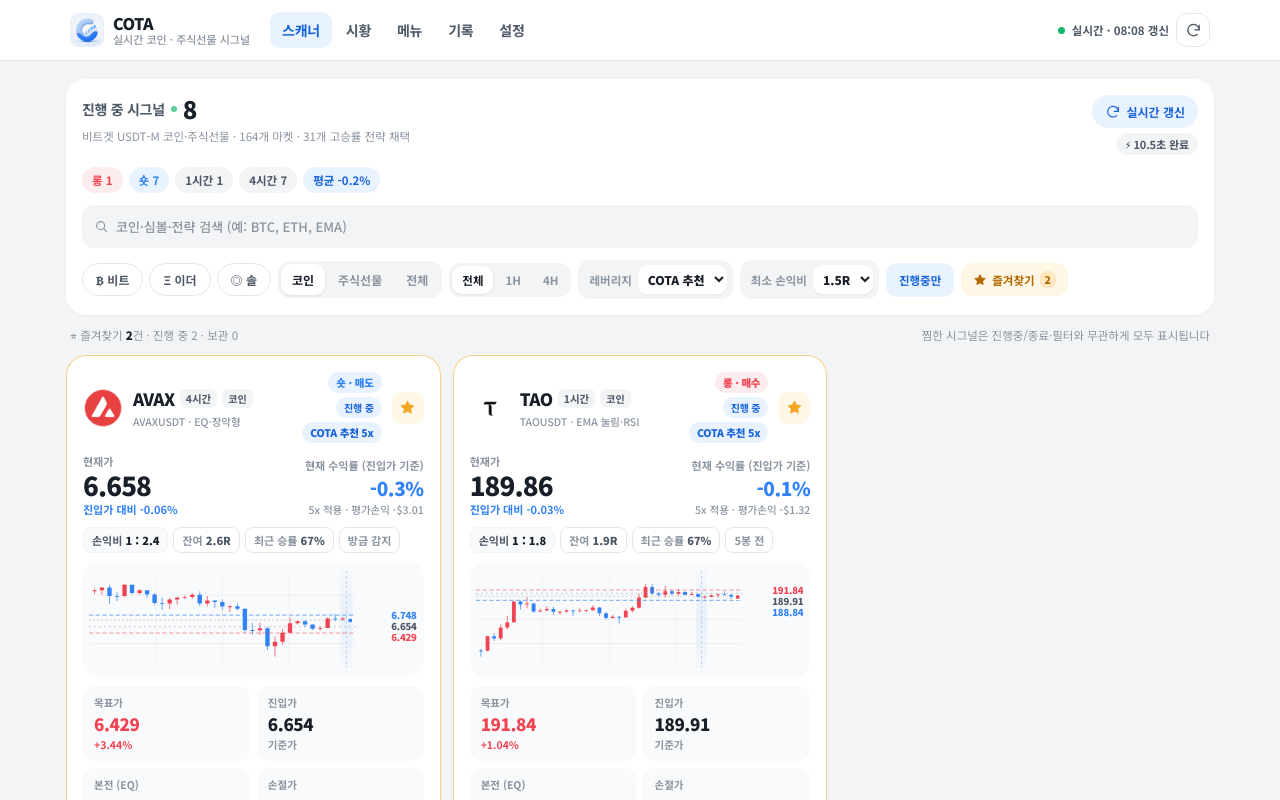 COTA
실시간 코인 · 주식선물 시그널
스캐너 시황 메뉴 기록 설정
실시간 · 08:08 갱신
진행 중 시그널 8
비트겟 USDT-M 코인·주식선물 · 164개 마켓 · 31개 고승률 전략 채택
실시간 갱신
⚡ 10.5초 완료
롱 1 숏 7 1시간 1 4시간 7 평균 -0.2%
코인·심볼·전략 검색 (예: BTC, ETH, EMA)
₿ 비트 Ξ 이더 ◎ 솔 코인 주식선물 전체 전체 1H 4H 레버리지 COTA 추천 최소 손익비 1.5R 진행중만 ★ 즐겨찾기 2
⭐ 즐겨찾기 2건 · 진행 중 2 · 보관 0
찜한 시그널은 진행중/종료·필터와 무관하게 모두 표시됩니다
AVAX 4시간 코인
AVAXUSDT · EQ·장악형
숏 · 매도
진행 중
COTA 추천 5x
현재가
6.658
진입가 대비 -0.06%
현재 수익률 (진입가 기준)
-0.3%
5x 적용 · 평가손익 -$3.01
손익비 1 : 2.4 잔여 2.6R 최근 승률 67% 방금 감지
6.748
6.654
6.429
목표가
6.429
+3.44%
진입가
6.654
기준가
본전 (EQ)
손절가
τ
TAO 1시간 코인
TAOUSDT · EMA 눌림·RSI
롱 · 매수
진행 중
COTA 추천 5x
현재가
189.86
진입가 대비 -0.03%
현재 수익률 (진입가 기준)
-0.1%
5x 적용 · 평가손익 -$1.32
손익비 1 : 1.8 잔여 1.9R 최근 승률 67% 5봉 전
191.84
189.91
188.84
목표가
191.84
+1.04%
진입가
189.91
기준가
본전 (EQ)
손절가